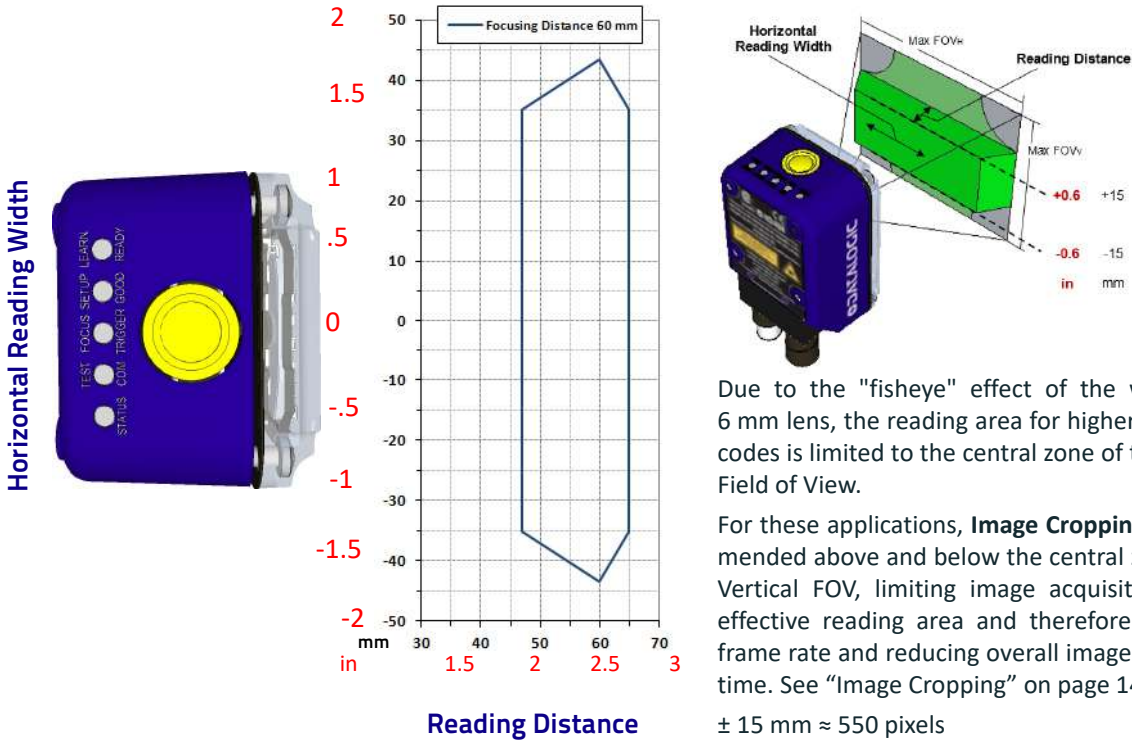 Horizontal Reading Width
TEST FOCUS SETUP LEARN
STATUS COM TRIGGER GOOD READY
2
1.5
1
.5
0
-.5
-1
-1.5
-2
in
50
40
30
20
10
0
-10
-20
-30
-40
-50
mm
Focusing Distance 60 mm
30 40 50 60 70
1.5 2 2.5 3
Reading Distance
Horizontal
Reading Width
Max FOVH
Reading Distance
Max FOVV
+0.6 +15
-0.6 -15
in mm
DATALOGIC
Due to the "fisheye" effect of the
6 mm lens, the reading area for higher
codes is limited to the central zone of
Field of View.
For these applications, Image Croppin
mended above and below the central
Vertical FOV, limiting image acquisit
effective reading area and therefore
frame rate and reducing overall image
time. See “Image Cropping” on page 14
± 15 mm ≈ 550 pixels